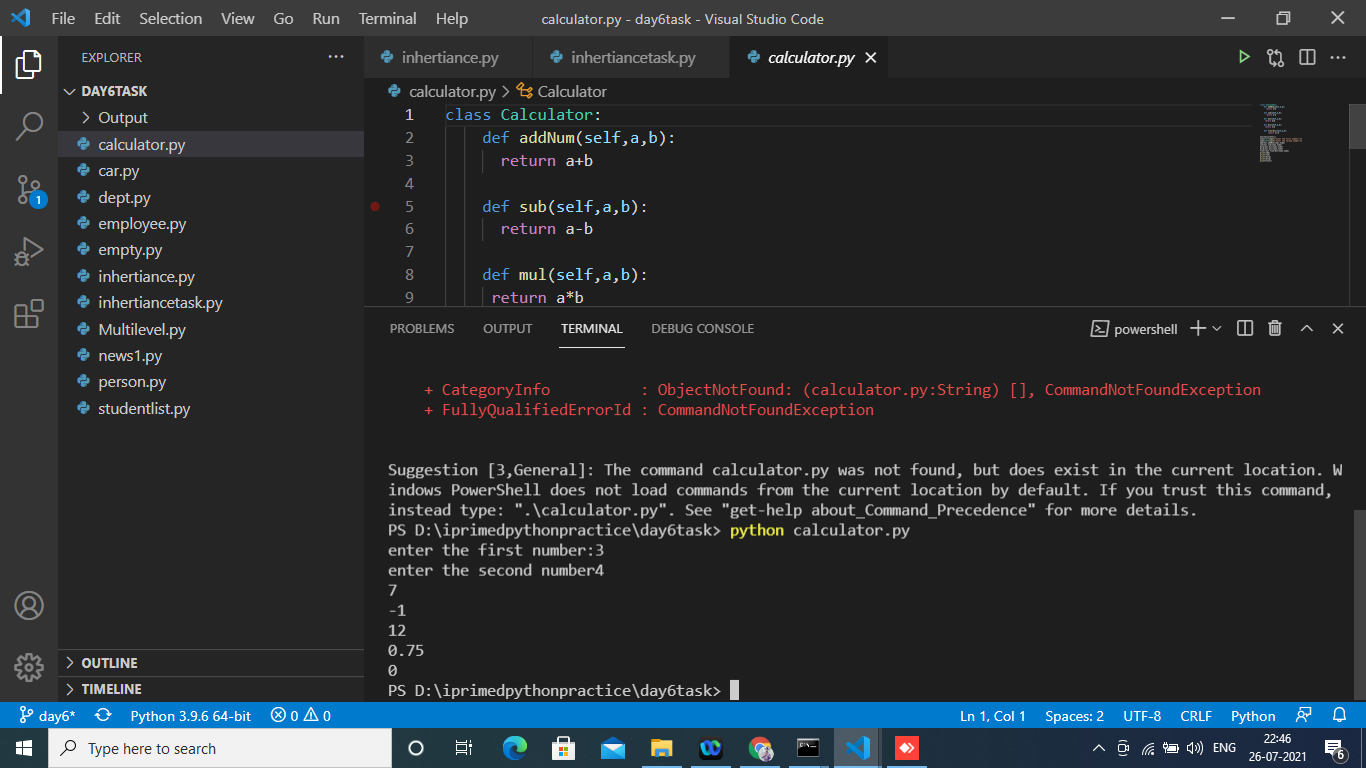 File Edit Selection View Go Run Terminal Help
calculator.py - day6task - Visual Studio Code
EXPLORER
inhertiance.py
inhertiancetask.py
calculator.py
DAY6TASK
calculator.py > Calculator
Output
calculator.py
car.py
dept.py
employee.py
empty.py
inhertiance.py
inhertiancetask.py
Multilevel.py
news1.py
person.py
studentlist.py
1
OUTLINE
TIMELINE
1 class Calculator:
2 def addNum(self,a,b):
3 return a+b
4
5 def sub(self,a,b):
6 return a-b
7
8 def mul(self,a,b):
9 return a*b
PROBLEMS OUTPUT TERMINAL DEBUG CONSOLE
powershell
+ CategoryInfo : ObjectNotFound: (calculator.py:String) [], CommandNotFoundException
+ FullyQualifiedErrorId : CommandNotFoundException
Suggestion [3,General]: The command calculator.py was not found, but does exist in the current location. W
indows PowerShell does not load commands from the current location by default. If you trust this command,
instead type: ".\calculator.py". See "get-help about_Command_Precedence" for more details.
PS D:\iprimedpythonpractice\day6task> python calculator.py
enter the first number:3
enter the second number4
7
-1
12
0.75
0
PS D:\iprimedpythonpractice\day6task>
day6* Python 3.9.6 64-bit 0 0 Ln 1, Col 1 Spaces: 2 UTF-8 CRLF Python
Type here to search
ENG
22:46
26-07-2021
6